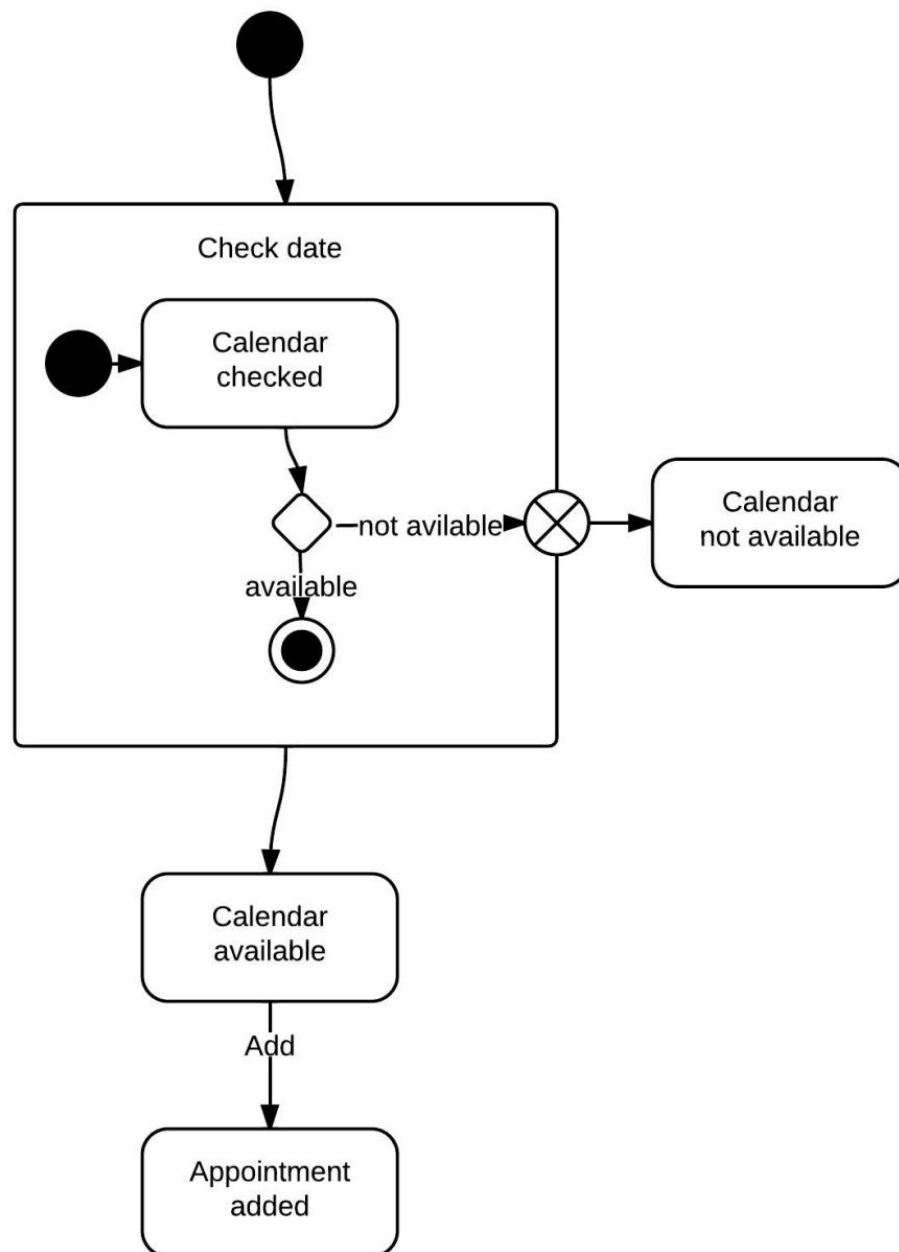 Check date
Calendar
checked
not avilable
Calendar
not available
available
Calendar
available
Add
Appointment
added